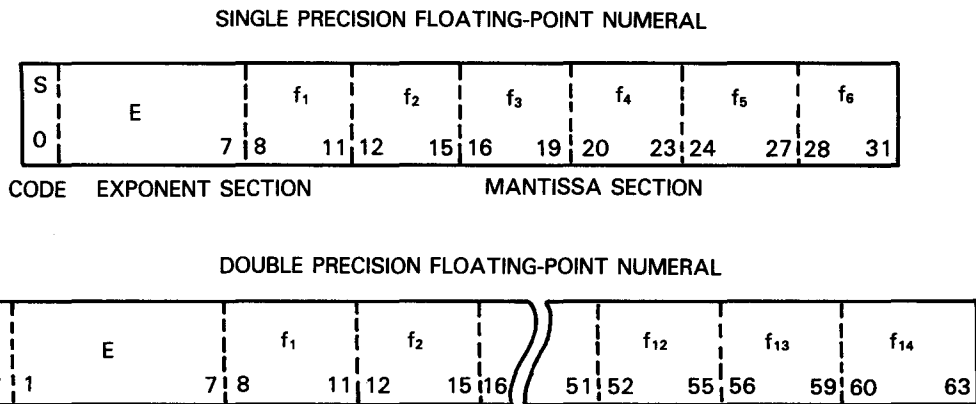 SINGLE PRECISION FLOATING-POINT NUMERAL
S E f₁ f₂ f₃ f₄ f₅ f₆
0 7 8 11 12 15 16 19 20 23 24 27 28 31
CODE EXPONENT SECTION MANTISSA SECTION
DOUBLE PRECISION FLOATING-POINT NUMERAL
E f₁ f₂ f₁₂ f₁₃ f₁₄
1 7 8 11 12 15 16 51 52 55 56 59 60 63